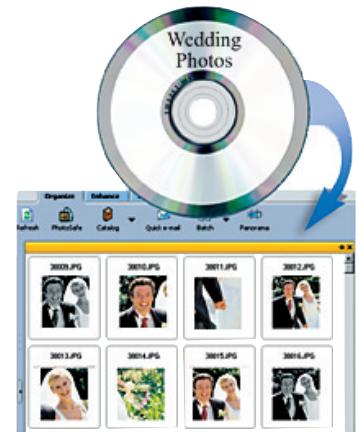 Wedding
Photos
Organize Enhance
Refresh PhotoSafe Catalog Quick e-mail Batch Panorama
30009.JPG 30010.JPG 30011.JPG 30012.JPG
30013.JPG 30014.JPG 30015.JPG 30016.JPG